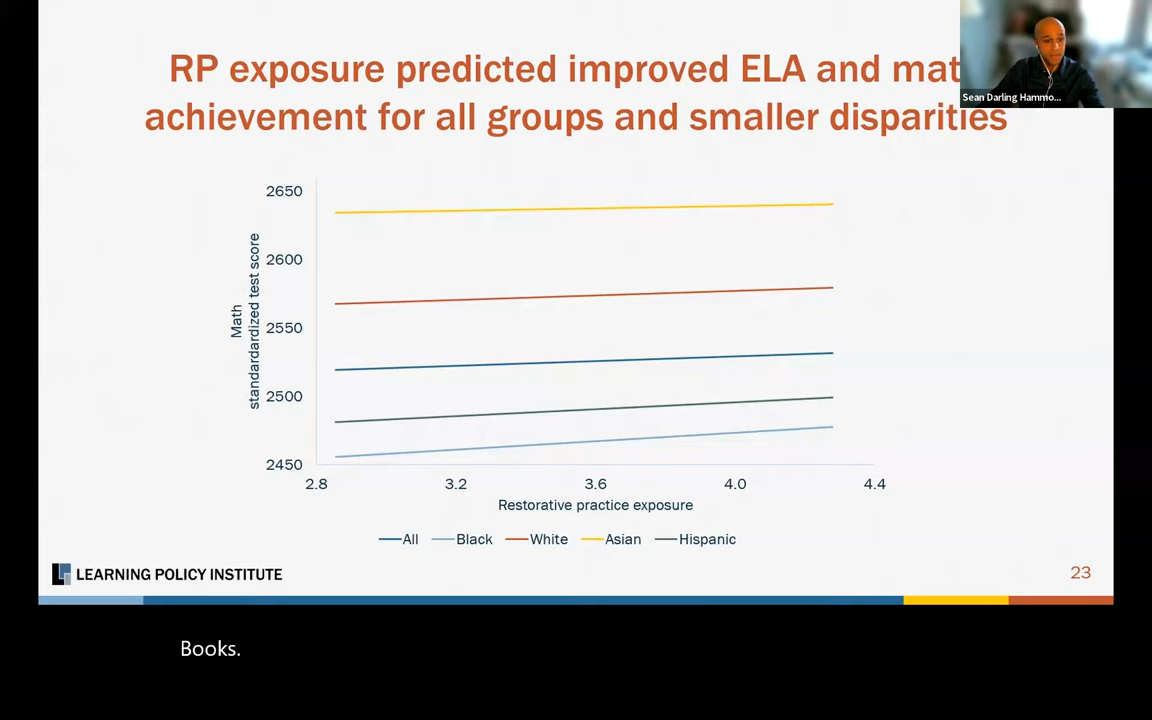 RP exposure predicted improved ELA and mat
achievement for all groups and smaller disparities
Sean Darling Hammo...
2650
2600
2550
2500
2450
Math
standardardized test score
2.8 3.2 3.6 4.0 4.4
Restorative practice exposure
All Black White Asian Hispanic
LEARNING POLICY INSTITUTE
23
Books.